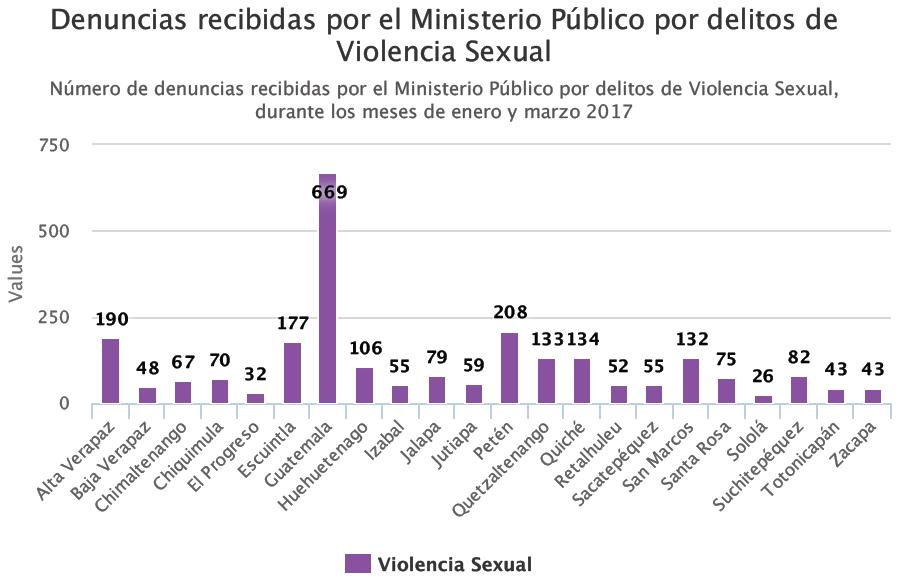 Denuncias recibidas por el Ministerio Público por delitos de
Violencia Sexual
Número de denuncias recibidas por el Ministerio Público por delitos de Violencia Sexual,
durante los meses de enero y marzo 2017
Values
750
500
250
0
190
48
67
70
32
177
669
106
55
79
59
208
133
134
52
55
132
75
26
82
43
43
Alta Verapaz
Baja Verapaz
Chimaltenango
Chiquimula
El Progreso
Escuintla
Guatemala
Huehuetenago
Izabal
Jalapa
Jutiapa
Petén
Quetzaltenango
Quiché
Retalhuleu
Sacatepéquez
San Marcos
Santa Rosa
Sololá
Suchitepéquez
Totonicapán
Zacapa
Violencia Sexual